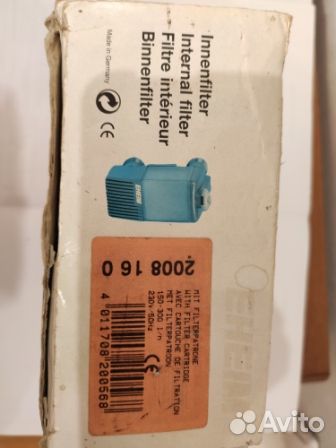 Innenfilter
Internal filter
Filtre intérieur
Binnenfilter
Made in Germany
CE
EHEIM
2008 16 0
MIT FILTERPATRONE
WITH FILTER CARTRIDGE
AVEC CARTOUCHE DE FILTRATION
MET FILTERPATROON
150-300 l/h
230V 50Hz
CE
4 011708 200568
Avito